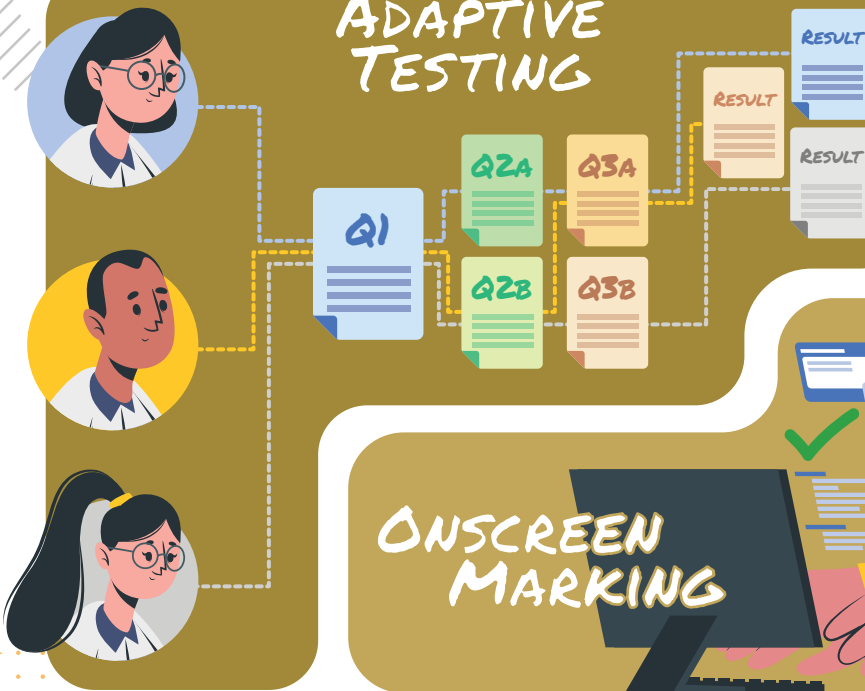 ADAPTIVE
TESTING
RESULT
RESULT
RESULT
Q1
Q2A
Q3A
Q2B
Q3B
ONSCREEN
MARKING